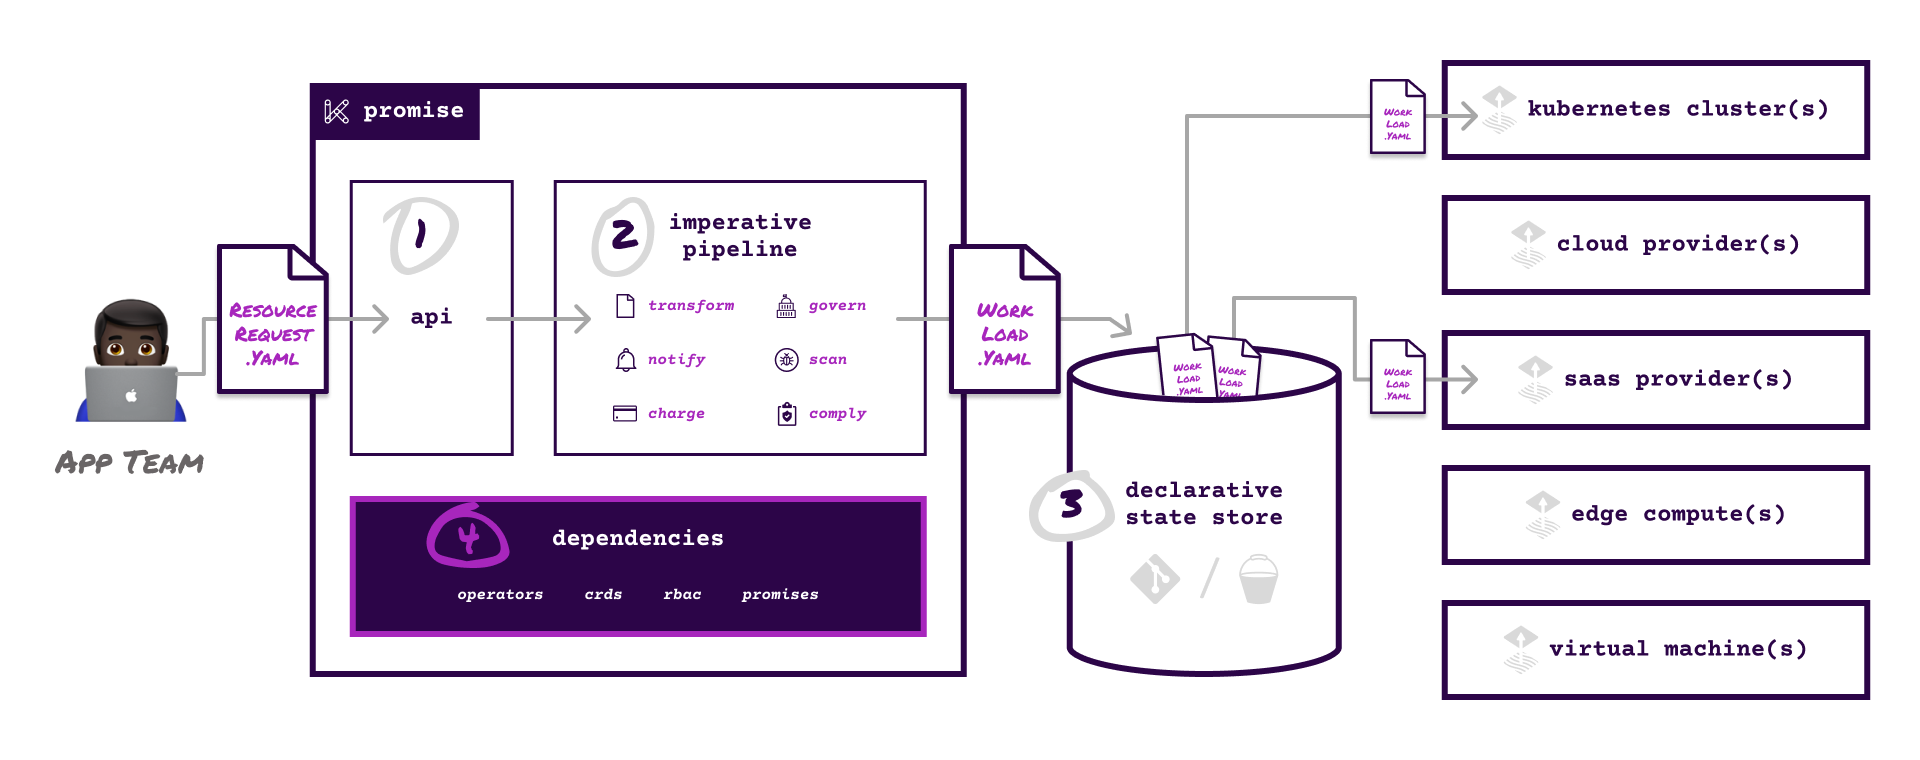 promise
1
api
2
imperative
pipeline
transform
govern
notify
scan
charge
comply
Resource
Request
.Yaml
App Team
4
dependencies
operators crds rbac promises
Work
Load
.Yaml
Work
Load
.Yaml
Work
Load
.Yaml
3
declarative
state store
/
Work
Load
.Yaml
kubernetes cluster(s)
cloud provider(s)
Work
Load
.Yaml
saas provider(s)
edge compute(s)
virtual machine(s)